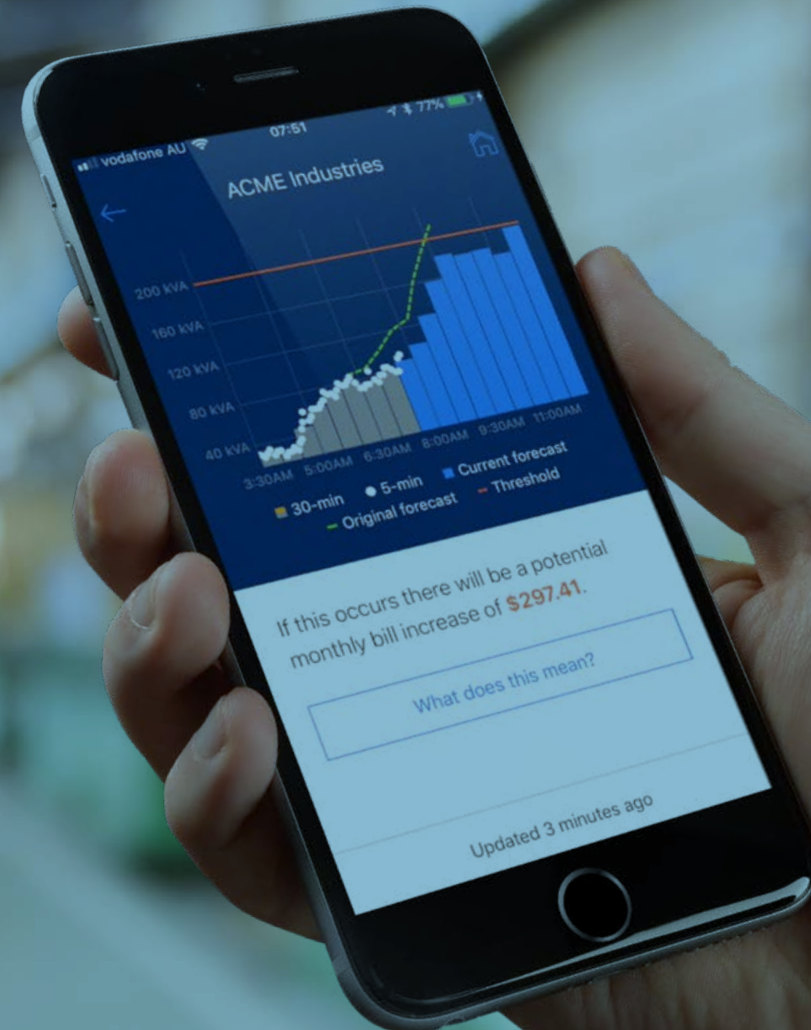 vodafone AU
07:51
77%
ACME Industries
200 kVA
160 kVA
120 kVA
80 kVA
40 kVA
3:30AM 5:00AM 6:30AM 8:00AM 9:30AM 11:00AM
30-min 5-min Current forecast
Original forecast Threshold
If this occurs there will be a potential
monthly bill increase of $297.41.
What does this mean?
Updated 3 minutes ago